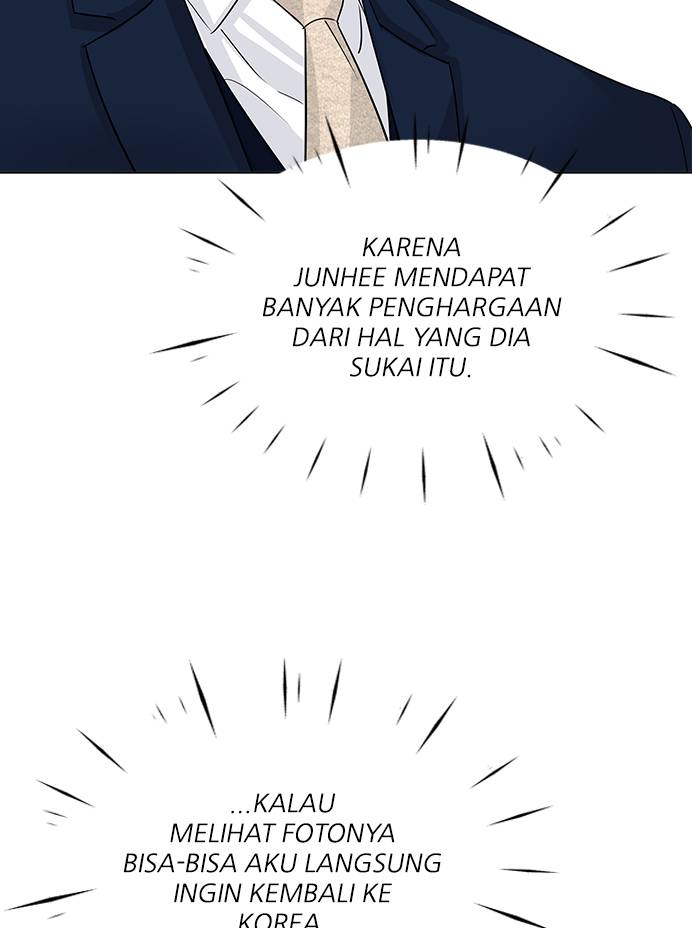 KARENA
JUNHEE MENDAPAT
BANYAK PENGHARGAAN
DARI HAL YANG DIA
SUKAI ITU.
...KALAU
MELIHAT FOTONYA
BISA-BISA AKU LANGSUNG
INGIN KEMBALI KE
KOREA